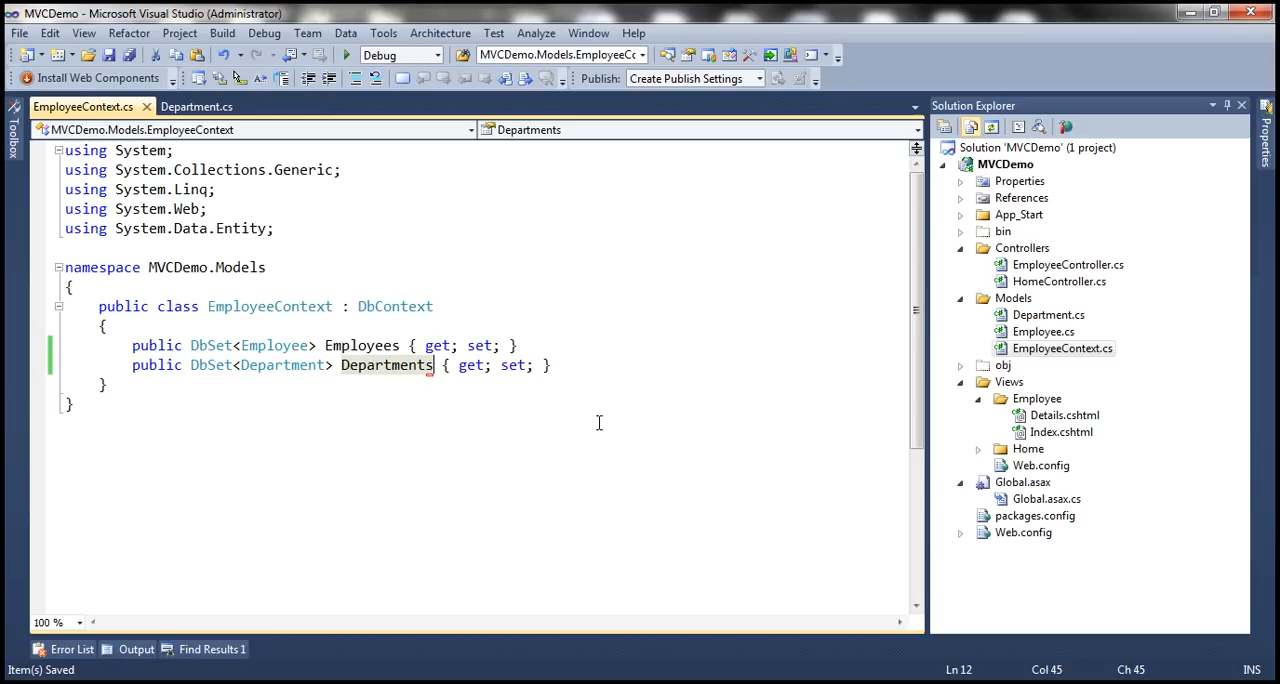 MVCDemo - Microsoft Visual Studio (Administrator)
File Edit View Refactor Project Build Debug Team Data Tools Architecture Test Analyze Window Help
Debug MVCDemo.Models.EmployeeCc
Install Web Components Publish: Create Publish Settings
EmployeeContext.cs Department.cs
MVCDemo.Models.EmployeeContext Departments
using System;
using System.Collections.Generic;
using System.Linq;
using System.Web;
using System.Data.Entity;
namespace MVCDemo.Models
{
public class EmployeeContext : DbContext
{
public DbSet<Employee> Employees { get; set; }
public DbSet<Department> Departments { get; set; }
}
}
100 %
Toolbox
Solution Explorer
Solution 'MVCDemo' (1 project)
MVCDemo
Properties
References
App_Start
bin
Controllers
EmployeeController.cs
HomeController.cs
Models
Department.cs
Employee.cs
EmployeeContext.cs
obj
Views
Employee
Details.cshtml
Index.cshtml
Home
Web.config
Global.asax
Global.asax.cs
packages.config
Web.config
Properties
Error List Output Find Results 1
Item(s) Saved Ln 12 Col 45 Ch 45 INS